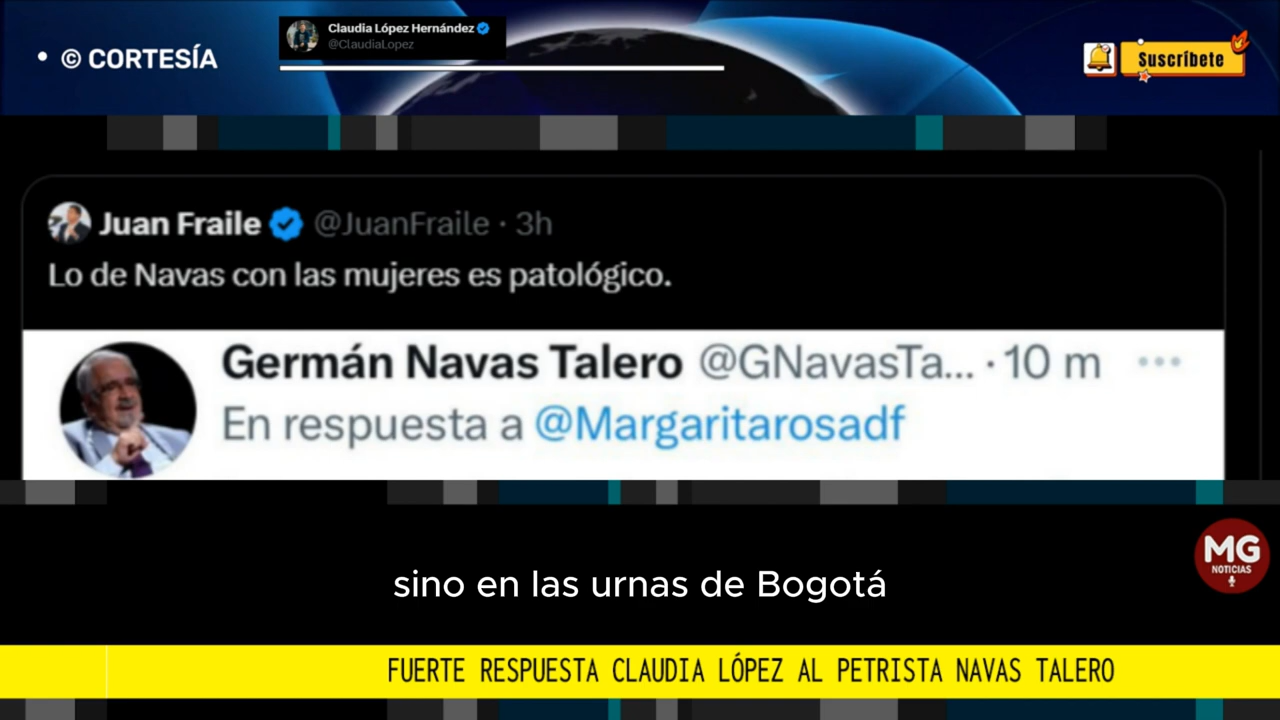 • © CORTESÍA
Claudia López Hernández
@ClaudiaLopez
Suscríbete
Juan Fraile @JuanFraile · 3h
Lo de Navas con las mujeres es patológico.
Germán Navas Talero @GNavasTa... · 10 m ···
En respuesta a @Margaritarosadf
sino en las urnas de Bogotá
MG
NOTICIAS
FUERTE RESPUESTA CLAUDIA LÓPEZ AL PETRISTA NAVAS TALERO